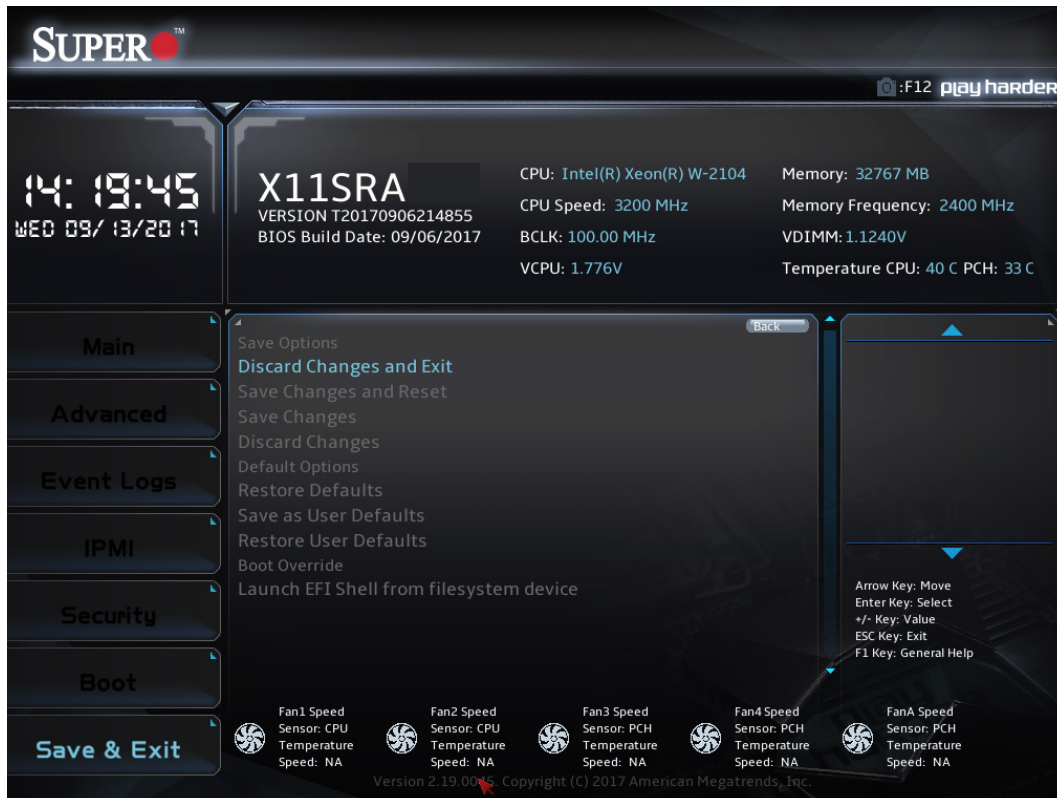 SUPER TM
:F12 play harder
14:19:45
WED 09/13/2017
X11SRA
VERSION T20170906214855
BIOS Build Date: 09/06/2017
CPU: Intel(R) Xeon(R) W-2104
CPU Speed: 3200 MHz
BCLK: 100.00 MHz
VCPU: 1.776V
Memory: 32767 MB
Memory Frequency: 2400 MHz
VDIMM: 1.1240V
Temperature CPU: 40 C PCH: 33 C
Main
Advanced
Event Logs
IPMI
Security
Boot
Save & Exit
Back
Save Options
Discard Changes and Exit
Save Changes and Reset
Save Changes
Discard Changes
Default Options
Restore Defaults
Save as User Defaults
Restore User Defaults
Boot Override
Launch EFI Shell from filesystem device
Arrow Key: Move
Enter Key: Select
+/- Key: Value
ESC Key: Exit
F1 Key: General Help
Fan1 Speed
Sensor: CPU
Temperature
Speed: NA
Fan2 Speed
Sensor: CPU
Temperature
Speed: NA
Fan3 Speed
Sensor: PCH
Temperature
Speed: NA
Fan4 Speed
Sensor: PCH
Temperature
Speed: NA
FanA Speed
Sensor: PCH
Temperature
Speed: NA
Version 2.19.0045. Copyright (C) 2017 American Megatrends, Inc.